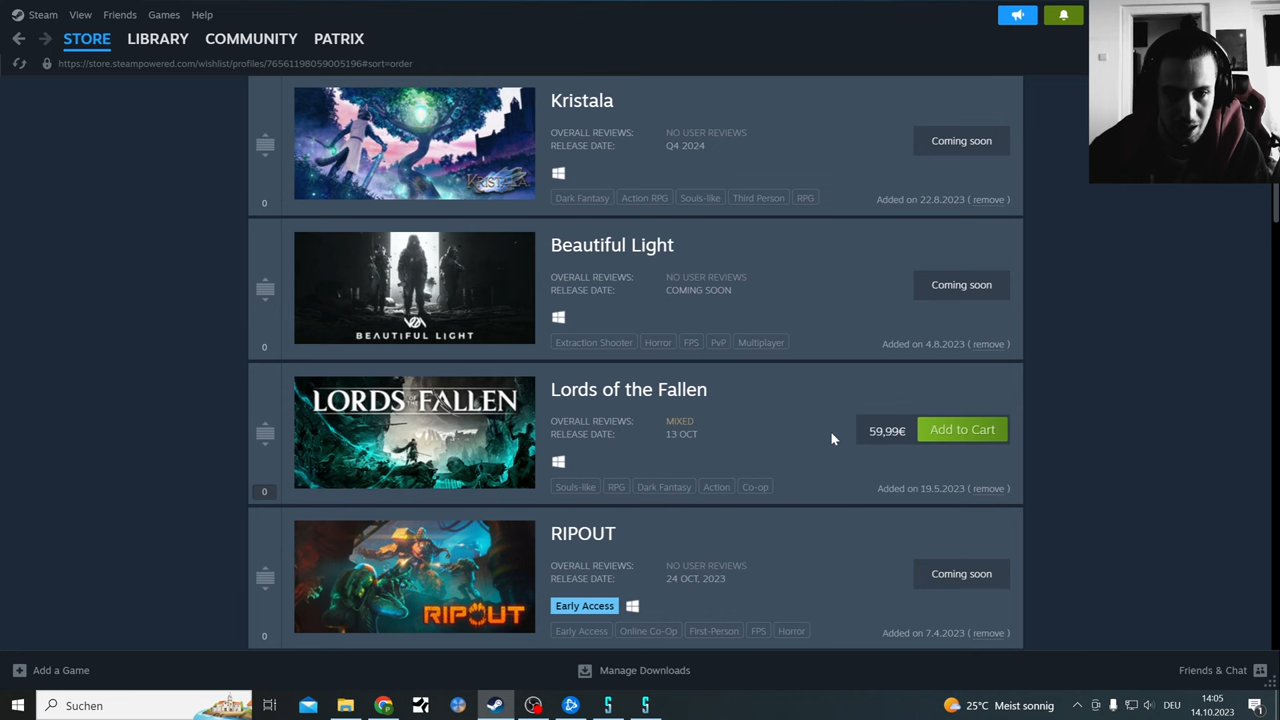 Steam View Friends Games Help
STORE LIBRARY COMMUNITY PATRIX
https://store.steampowered.com/wishlist/profiles/76561198059005196#sort=order
Kristala
OVERALL REVIEWS: NO USER REVIEWS
RELEASE DATE: Q4 2024
Coming soon
KRISTALA
0
Dark Fantasy Action RPG Souls-like Third Person RPG
Added on 22.8.2023 ( remove )
Beautiful Light
OVERALL REVIEWS: NO USER REVIEWS
RELEASE DATE: COMING SOON
Coming soon
BEAUTIFUL LIGHT
0
Extraction Shooter Horror FPS PvP Multiplayer
Added on 4.8.2023 ( remove )
Lords of the Fallen
LORDS OF THE FALLEN
OVERALL REVIEWS: MIXED
RELEASE DATE: 13 OCT
59,99€ Add to Cart
0
Souls-like RPG Dark Fantasy Action Co-op
Added on 19.5.2023 ( remove )
RIPOUT
OVERALL REVIEWS: NO USER REVIEWS
RELEASE DATE: 24 OCT, 2023
Coming soon
Early Access
RIPOUT
0
Early Access Online Co-Op First-Person FPS Horror
Added on 7.4.2023 ( remove )
Add a Game Manage Downloads Friends & Chat
Suchen
25°C Meist sonnig
DEU
14:05
14.10.2023
1